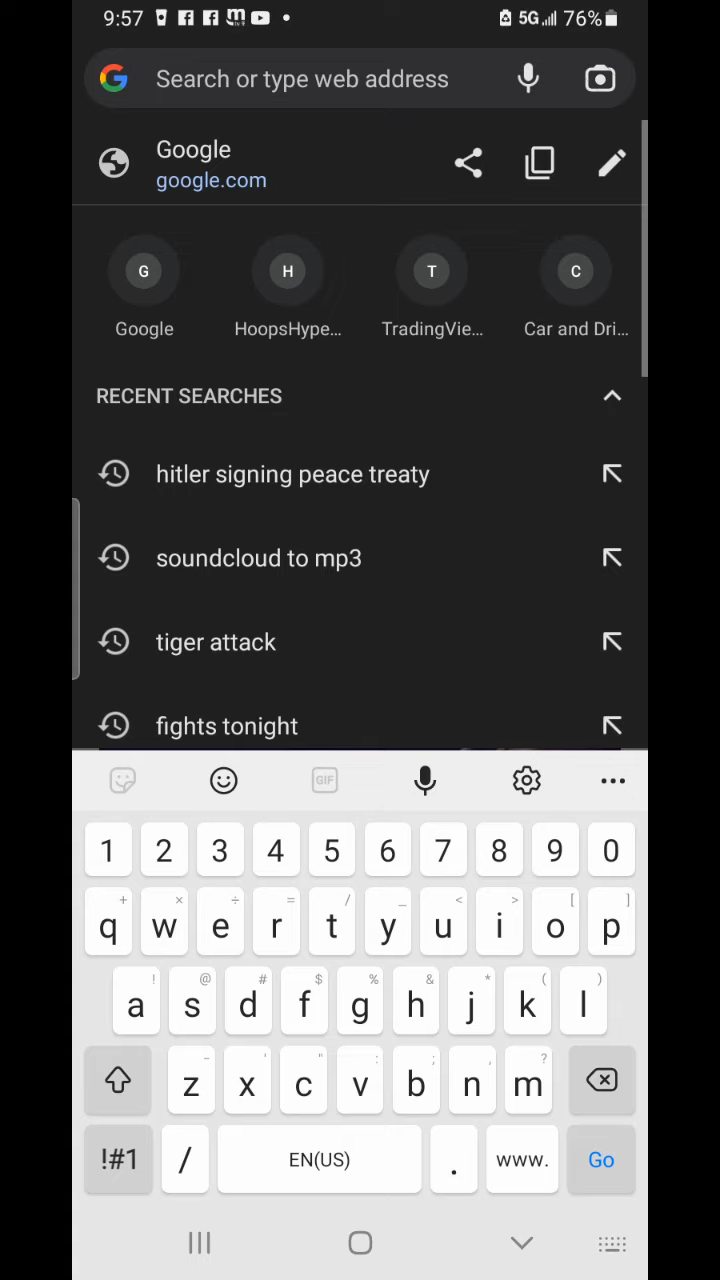 9:57 5G 76%
Search or type web address
Google
google.com
G H T C
Google HoopsHype... TradingVie... Car and Dri...
RECENT SEARCHES
hitler signing peace treaty
soundcloud to mp3
tiger attack
fights tonight
GIF
1 2 3 4 5 6 7 8 9 0
+ × ÷ = / _ < > [ ]
q w e r t y u i o p
! @ # $ % & * ( )
a s d f g h j k l
- ' " : ; , ?
z x c v b n m
!#1 / EN(US) . www. Go